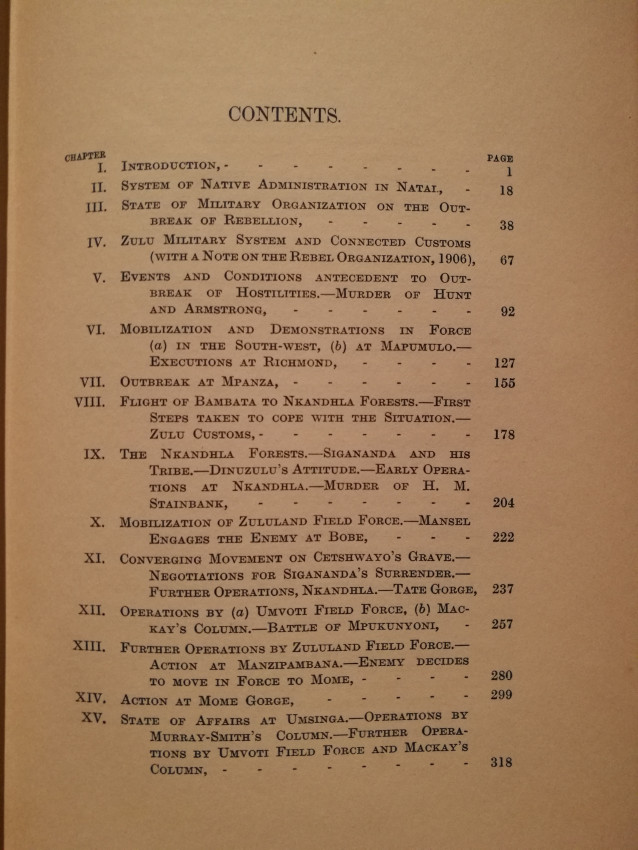 CONTENTS.
CHAPTER PAGE
I. INTRODUCTION, - - - - - - - - 1
II. SYSTEM OF NATIVE ADMINISTRATION IN NATAL, - 18
III. STATE OF MILITARY ORGANIZATION ON THE OUT-
BREAK OF REBELLION, - - - - - 38
IV. ZULU MILITARY SYSTEM AND CONNECTED CUSTOMS
(WITH A NOTE ON THE REBEL ORGANIZATION, 1906), 67
V. EVENTS AND CONDITIONS ANTECEDENT TO OUT-
BREAK OF HOSTILITIES.—MURDER OF HUNT
AND ARMSTRONG, - - - - - - 92
VI. MOBILIZATION AND DEMONSTRATIONS IN FORCE
(a) IN THE SOUTH-WEST, (b) AT MAPUMULO.—
EXECUTIONS AT RICHMOND, - - - - 127
VII. OUTBREAK AT MPANZA, - - - - - - 155
VIII. FLIGHT OF BAMBATA TO NKANDHLA FORESTS.—FIRST
STEPS TAKEN TO COPE WITH THE SITUATION.—
ZULU CUSTOMS, - - - - - - - 178
IX. THE NKANDHLA FORESTS.—SIGANANDA AND HIS
TRIBE.—DINUZULU'S ATTITUDE.—EARLY OPERA-
TIONS AT NKANDHLA.—MURDER OF H. M.
STAINBANK, - - - - - - - 204
X. MOBILIZATION OF ZULULAND FIELD FORCE.—MANSEL
ENGAGES THE ENEMY AT BOBE, - - - 222
XI. CONVERGING MOVEMENT ON CETSHWAYO'S GRAVE.—
NEGOTIATIONS FOR SIGANANDA'S SURRENDER.—
FURTHER OPERATIONS, NKANDHLA.—TATE GORGE, 237
XII. OPERATIONS BY (a) UMVOTI FIELD FORCE, (b) MAC-
KAY'S COLUMN.—BATTLE OF MPUKUNYONI, - 257
XIII. FURTHER OPERATIONS BY ZULULAND FIELD FORCE.—
ACTION AT MANZIPAMBANA.—ENEMY DECIDES
TO MOVE IN FORCE TO MOME, - - - - 280
XIV. ACTION AT MOME GORGE, - - - - - 299
XV. STATE OF AFFAIRS AT UMSINGA.—OPERATIONS BY
MURRAY-SMITH'S COLUMN.—FURTHER OPERA-
TIONS BY UMVOTI FIELD FORCE AND MACKAY'S
COLUMN, - - - - - - - - 318